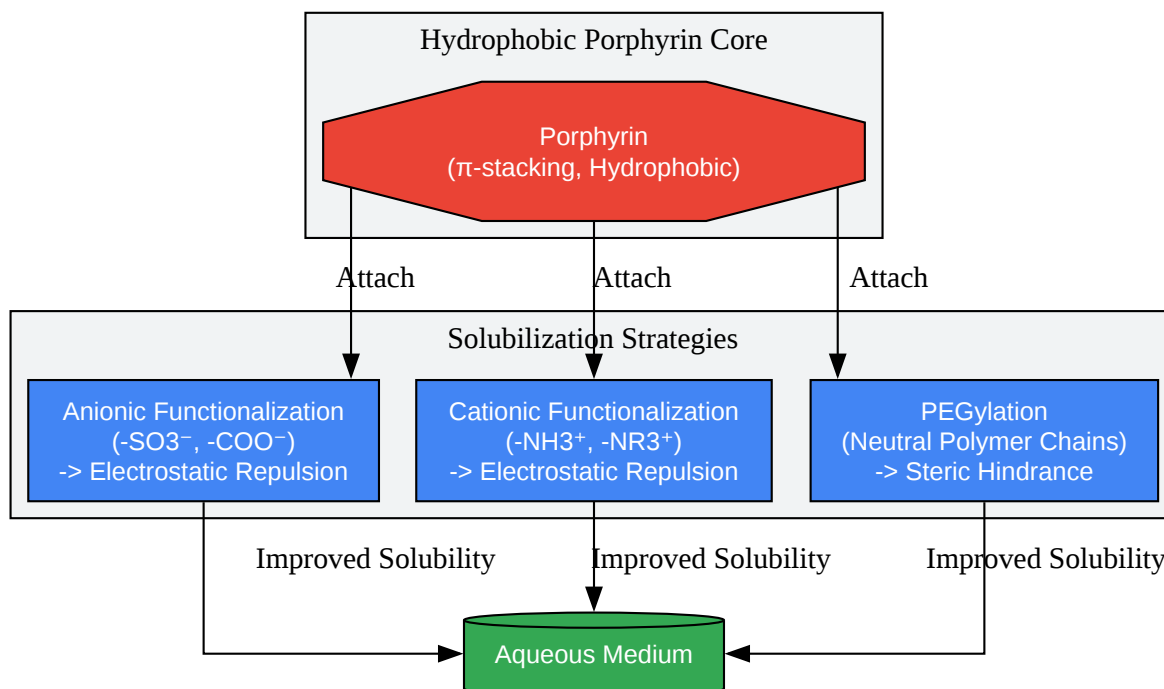 Hydrophobic Porphyrin Core
Porphyrin
(π-stacking, Hydrophobic)
Attach
Attach
Attach
Solubilization Strategies
Anionic Functionalization
(-SO3⁻, -COO⁻)
-> Electrostatic Repulsion
Cationic Functionalization
(-NH3⁺, -NR3⁺)
-> Electrostatic Repulsion
PEGylation
(Neutral Polymer Chains)
-> Steric Hindrance
Improved Solubility
Improved Solubility
Improved Solubility
Aqueous Medium